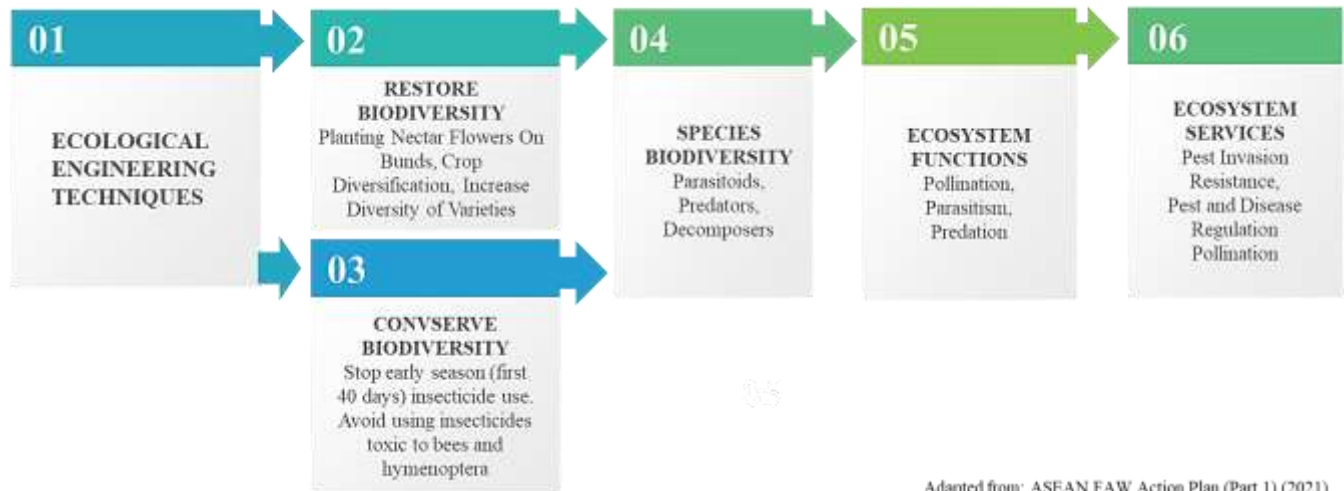 01
ECOLOGICAL
ENGINEERING
TECHNIQUES
02
RESTORE
BIODIVERSITY
Planting Nectar Flowers On
Bunds, Crop
Diversification, Increase
Diversity of Varieties
03
CONVSERVE
BIODIVERSITY
Stop early season (first
40 days) insecticide use.
Avoid using insecticides
toxic to bees and
hymenoptera
04
SPECIES
BIODIVERSITY
Parasitoids,
Predators,
Decomposers
05
ECOSYSTEM
FUNCTIONS
Pollination,
Parasitism,
Predation
06
ECOSYSTEM
SERVICES
Pest Invasion
Resistance,
Pest and Disease
Regulation
Pollination
Adapted from: ASEAN FAW Action Plan (Part 1) (2021)